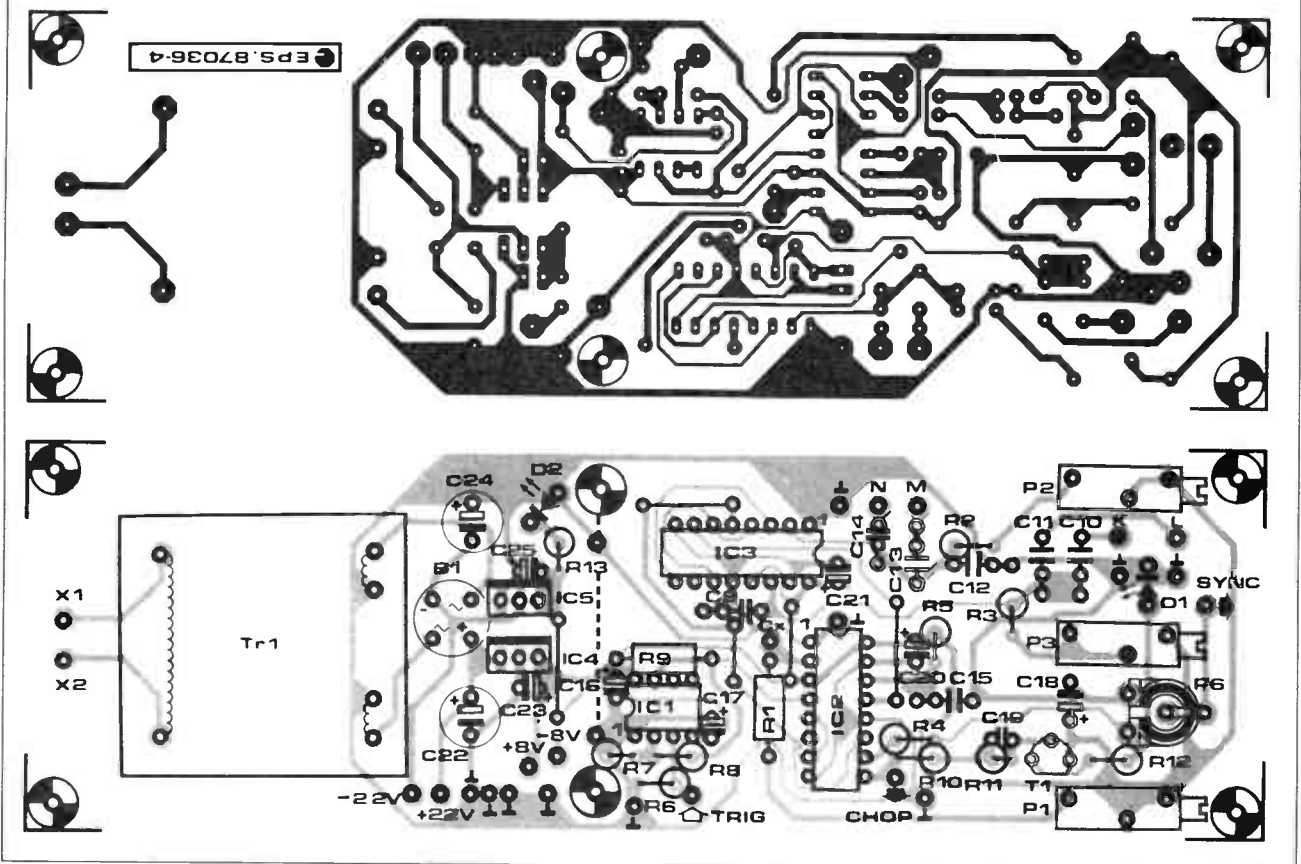 EPS.87036-4
C24
D2
P2
N
M
R2
C11
C10
K
L
IC3
C14
C13
C12
C25
R13
B1
IC5
X1
X2
Tr1
C21
R5
R3
D1
SYNC
1
P3
R9
IC4
C16
C17
Cx
R1
IC2
C20
C15
C18
C23
IC1
C22
+8V
-8V
1
R7
R8
R4
C19
R10
R11
T1
R12
-22V
+22V
R6
TRIG
CHOP
P1